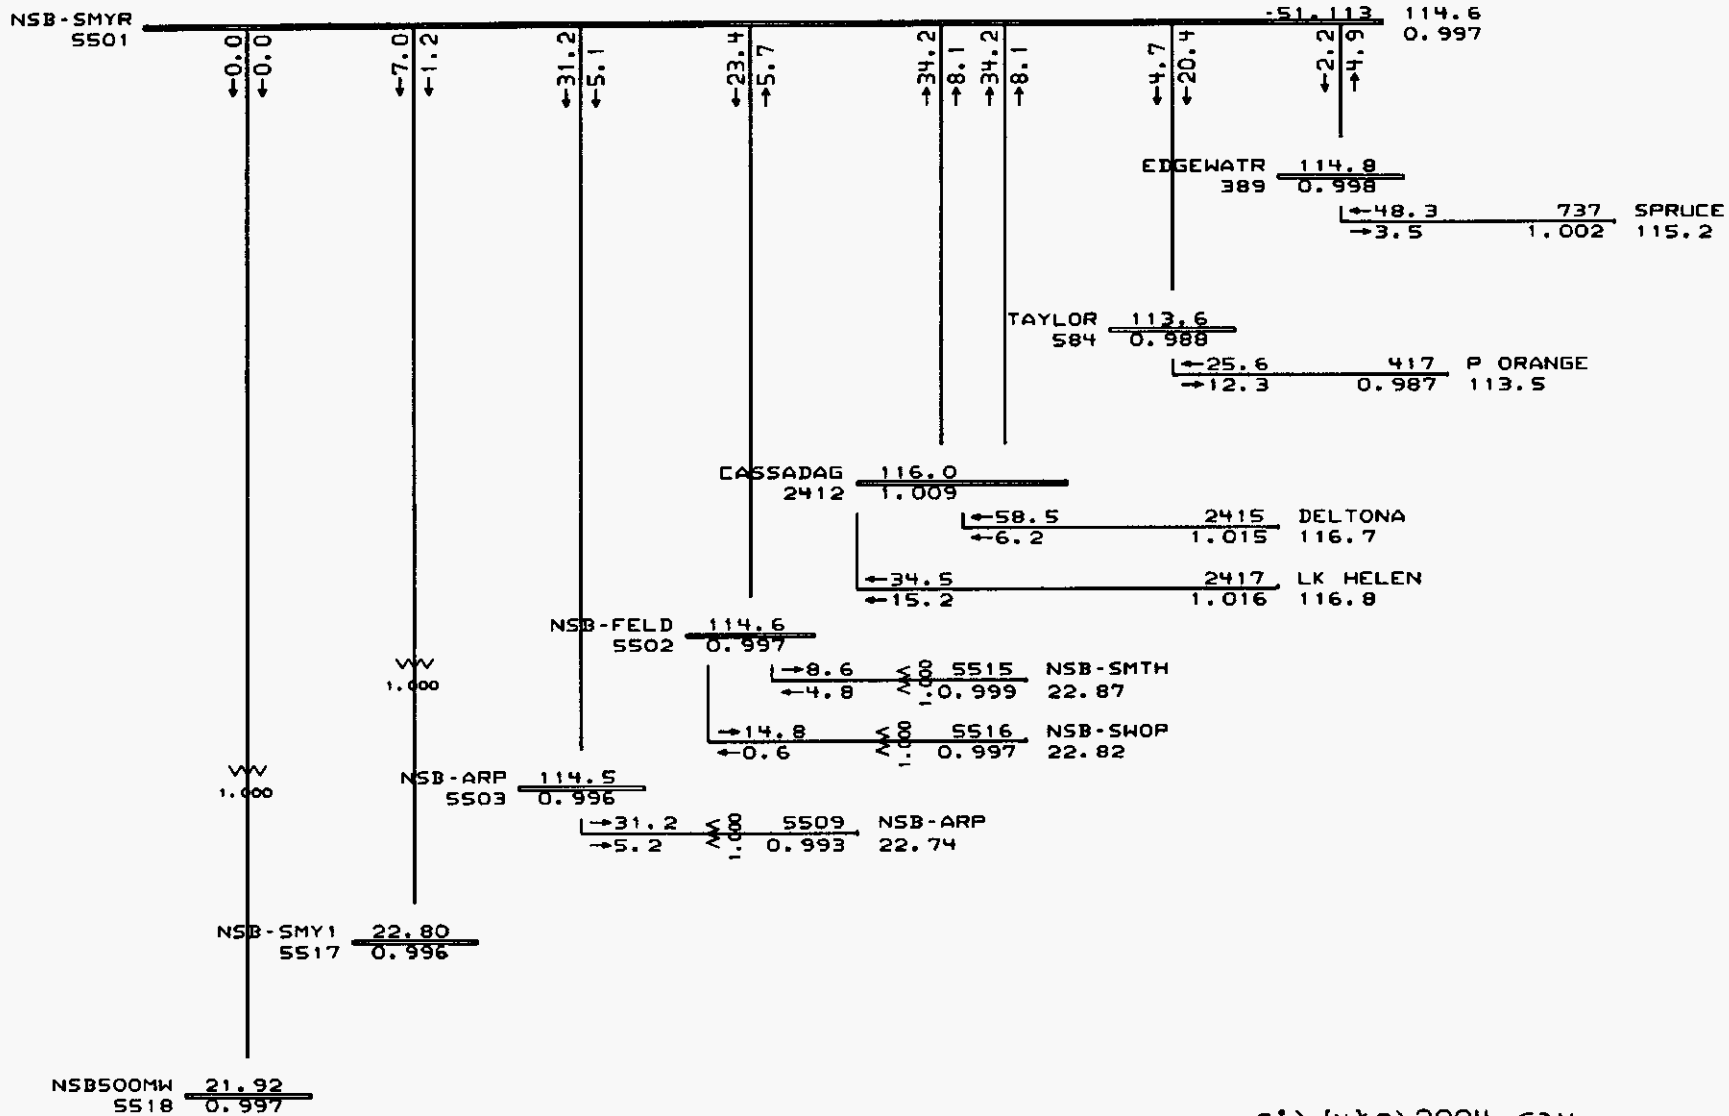 NSB-SMYR -51.113 114.6
5501 0.997
←0.0 ←7.0 ←31.2 ←23.4 →34.2 →34.2 ←4.7 ←2.2
←0.0 ←1.2 ←5.1 →5.7 →8.1 →8.1 ←20.4 →4.9
EDGEWATR 114.8
389 0.998
←48.3 737 SPRUCE
→3.5 1.002 115.2
TAYLOR 113.6
584 0.988
←25.6 417 P ORANGE
→12.3 0.987 113.5
CASSADAG 116.0
2412 1.009
←58.5 2415 DELTONA
←6.2 1.015 116.7
←34.5 2417 LK HELEN
←15.2 1.016 116.8
NSB-FELD 114.6
5502 0.997
1.000
→8.6 1.000 5515 NSB-SMTH
←4.8 0.999 22.87
→14.8 1.000 5516 NSB-SWOP
←0.6 0.997 22.82
1.000
NSB-ARP 114.5
5503 0.996
→31.2 1.000 5509 NSB-ARP
→5.2 0.993 22.74
NSB-SMY1 22.80
5517 0.996
NSB500MW 21.92
5518 0.997